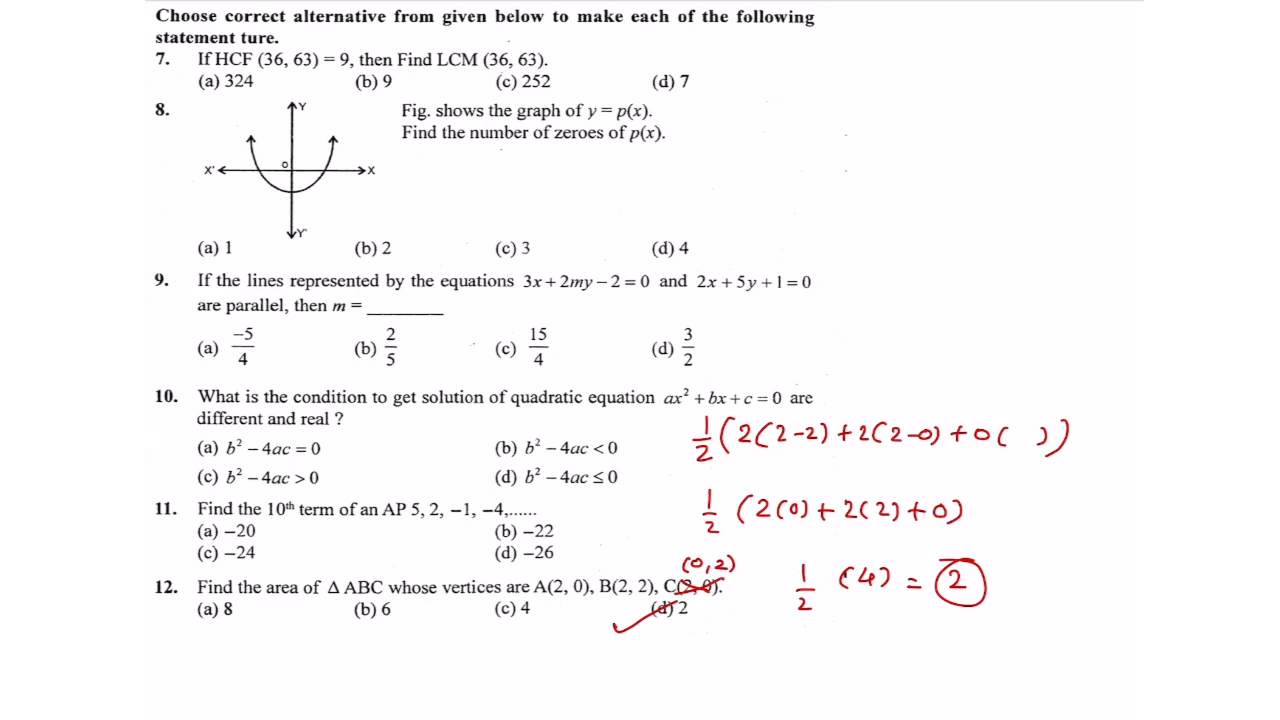 Choose correct alternative from given below to make each of the following
statement ture.
7. If HCF (36, 63) = 9, then Find LCM (36, 63).
(a) 324 (b) 9 (c) 252 (d) 7
8. Fig. shows the graph of y = p(x).
Find the number of zeroes of p(x).
Y
O
X' X
Y'
(a) 1 (b) 2 (c) 3 (d) 4
9. If the lines represented by the equations 3x + 2my − 2 = 0 and 2x + 5y + 1 = 0
are parallel, then m = ________
(a) −5/4 (b) 2/5 (c) 15/4 (d) 3/2
10. What is the condition to get solution of quadratic equation ax² + bx + c = 0 are
different and real ?
(a) b² − 4ac = 0 (b) b² − 4ac < 0
(c) b² − 4ac > 0 (d) b² − 4ac ≤ 0
1/2 (2(2-2)+2(2-0)+0( ))
11. Find the 10th term of an AP 5, 2, −1, −4,......
(a) −20 (b) −22
(c) −24 (d) −26
1/2 (2(0)+2(2)+0)
(0,2)
12. Find the area of Δ ABC whose vertices are A(2, 0), B(2, 2), C(2, 0).
(a) 8 (b) 6 (c) 4 (d) 2
1/2 (4) = 2